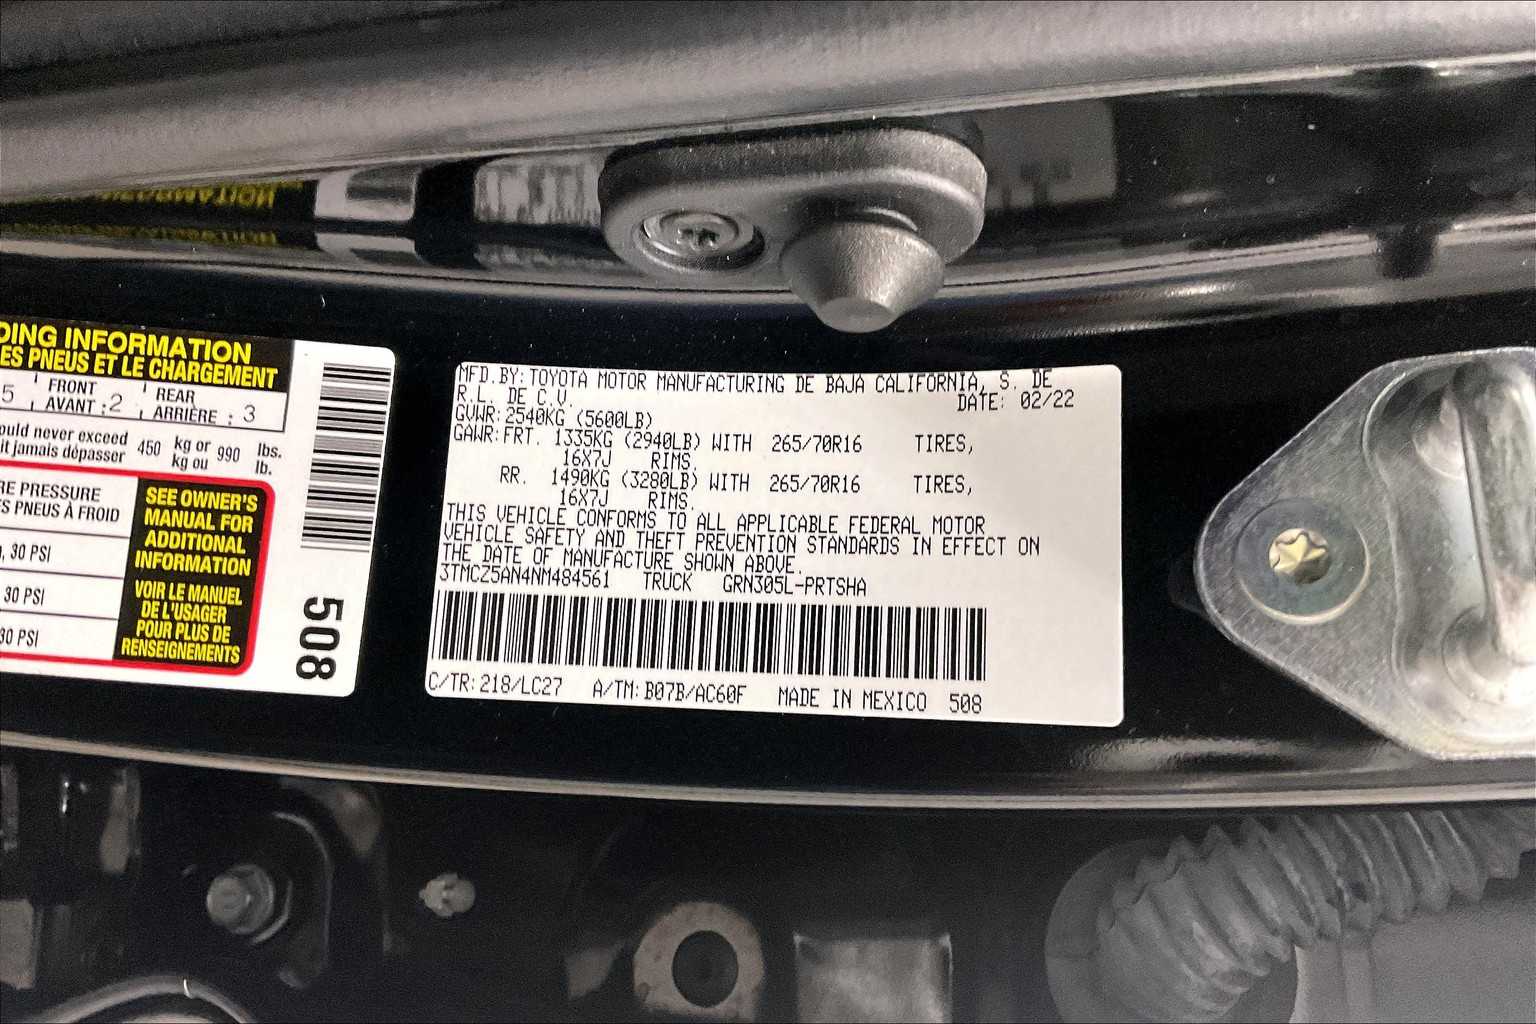 DING INFORMATION
ES PNEUS ET LE CHARGEMENT
5 FRONT AVANT : 2 REAR ARRIÈRE : 3
ould never exceed 450 kg or 990 lbs.
it jamais dépasser kg ou lb.
RE PRESSURE
S PNEUS À FROID
, 30 PSI
30 PSI
30 PSI
SEE OWNER'S
MANUAL FOR
ADDITIONAL
INFORMATION
VOIR LE MANUEL
DE L'USAGER
POUR PLUS DE
RENSEIGNEMENTS
508
MFD. BY: TOYOTA MOTOR MANUFACTURING DE BAJA CALIFORNIA, S. DE
R.L. DE C.V. DATE: 02/22
GVWR: 2540KG (5600LB)
GAWR: FRT. 1335KG (2940LB) WITH 265/70R16 TIRES,
16X7J RIMS.
RR. 1490KG (3280LB) WITH 265/70R16 TIRES,
16X7J RIMS.
THIS VEHICLE CONFORMS TO ALL APPLICABLE FEDERAL MOTOR
VEHICLE SAFETY AND THEFT PREVENTION STANDARDS IN EFFECT ON
THE DATE OF MANUFACTURE SHOWN ABOVE.
3TMCZ5AN4NM484561 TRUCK GRN305L-PRTSHA
C/TR: 218/LC27 A/TM: B07B/AC60F MADE IN MEXICO 508